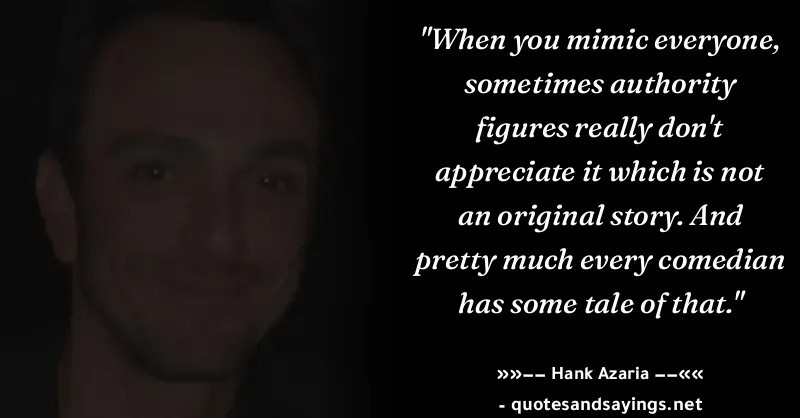 "When you mimic everyone,
sometimes authority
figures really don't
appreciate it which is not
an original story. And
pretty much every comedian
has some tale of that."
»»–– Hank Azaria ––««
- quotesandsayings.net